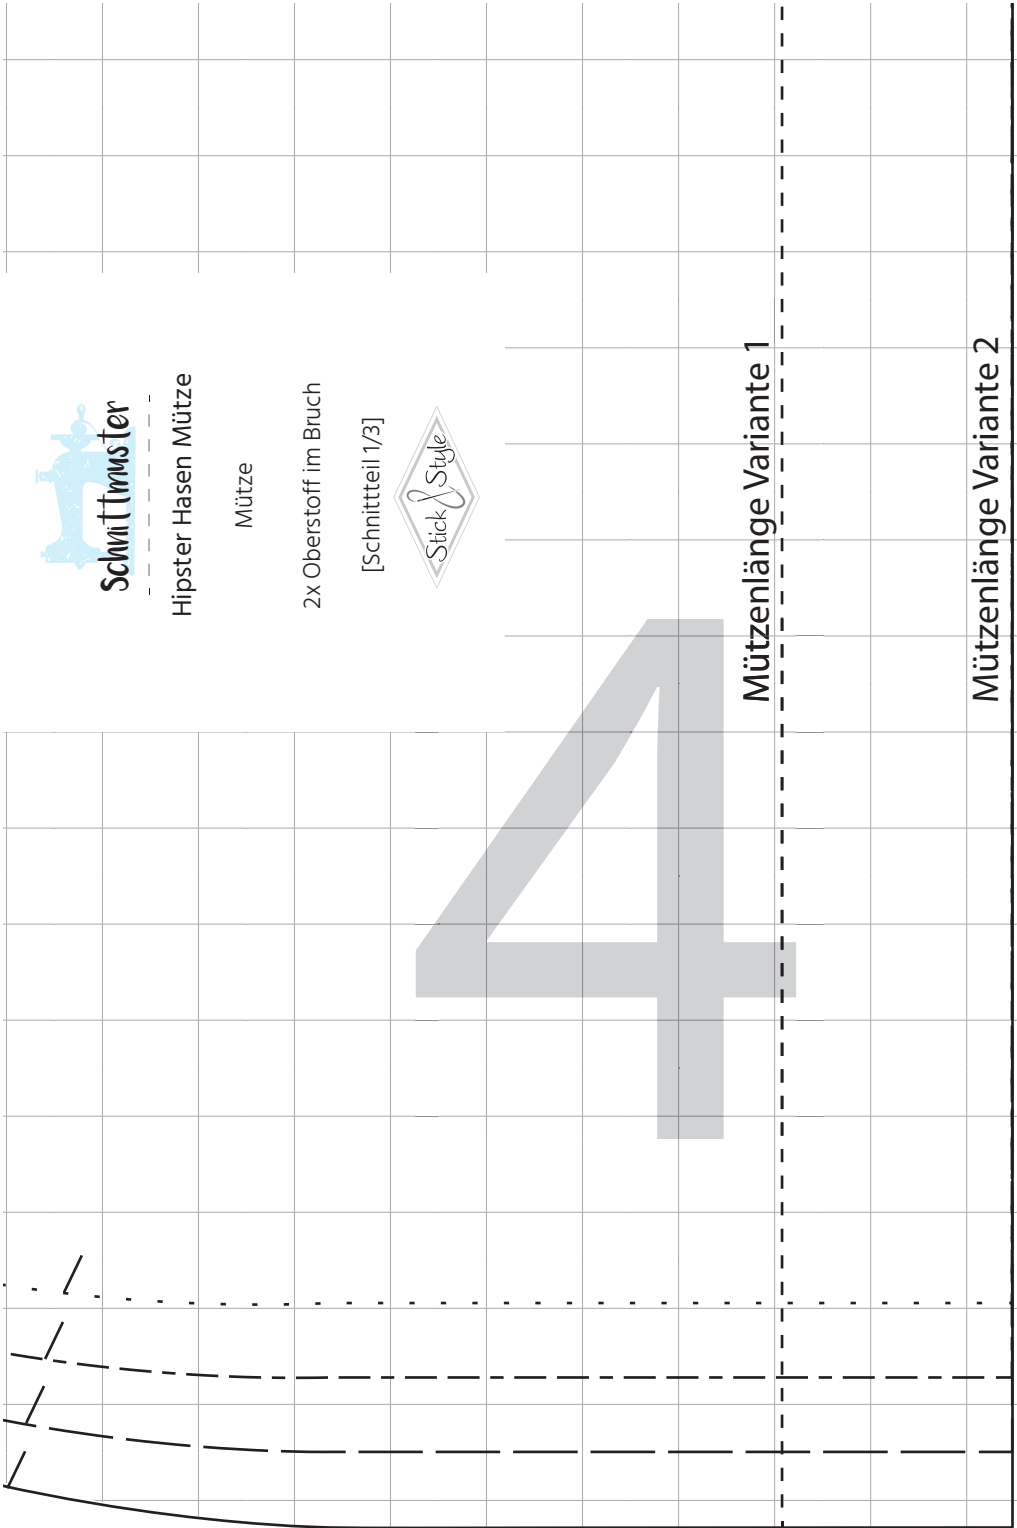 Schnittmuster
Hipster Hasen Mütze
Mütze
2x Oberstoff im Bruch
[Schnittteil 1/3]
Stick & Style
4
Mützenlänge Variante 1
Mützenlänge Variante 2